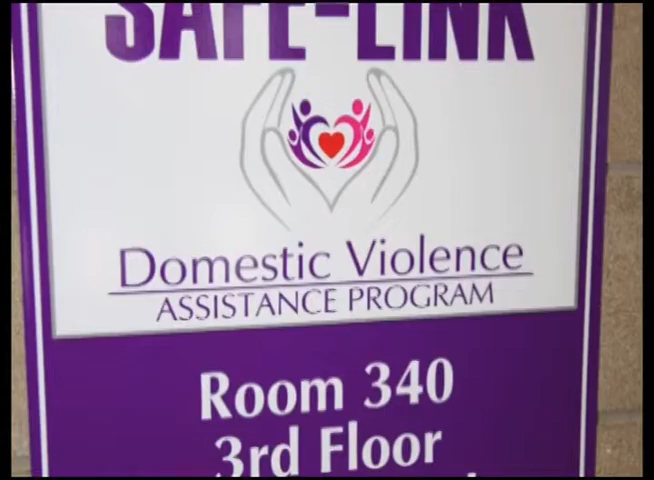 SAFE-LINK
Domestic Violence
ASSISTANCE PROGRAM
Room 340
3rd Floor